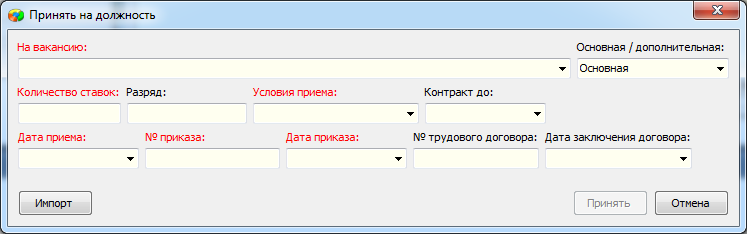 Принять на должность
На вакансию: Основная / дополнительная:
Основная
Количество ставок: Разряд: Условия приема: Контракт до:
Дата приема: № приказа: Дата приказа: № трудового договора: Дата заключения договора:
Импорт Принять Отмена